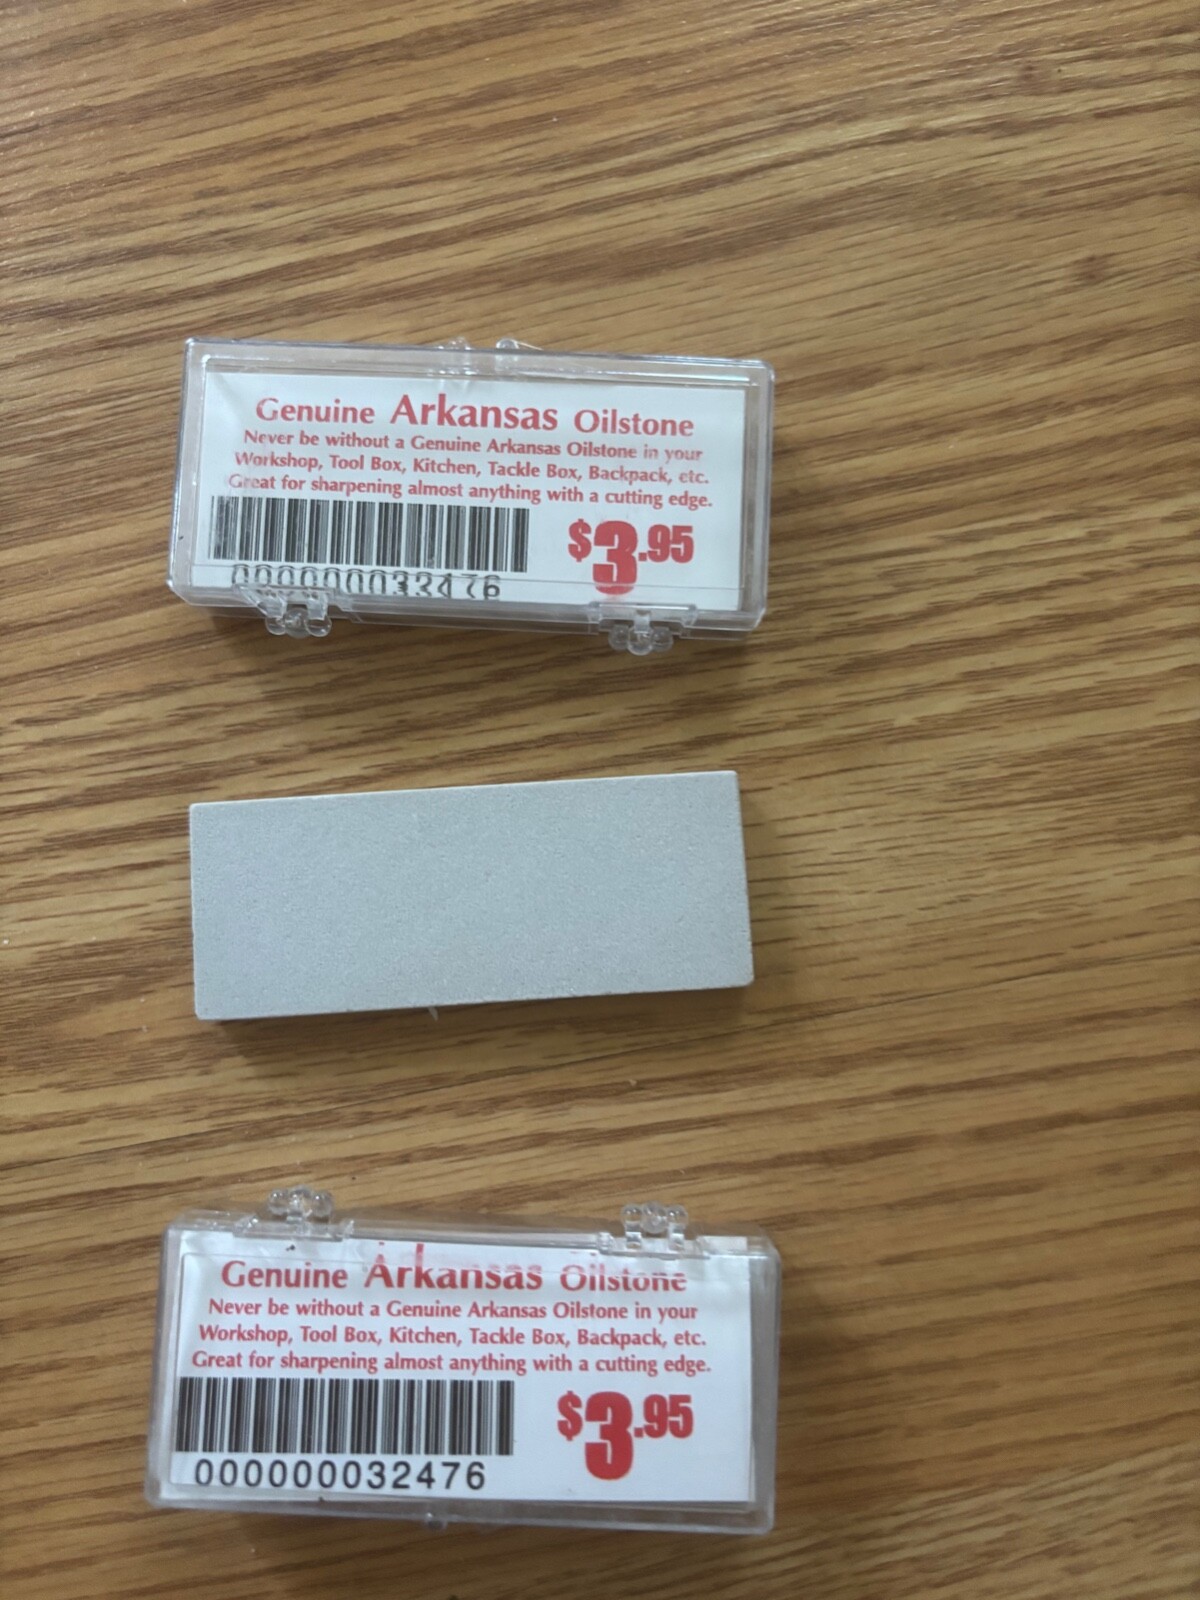 Genuine Arkansas Oilstone
Never be without a Genuine Arkansas Oilstone in your
Workshop, Tool Box, Kitchen, Tackle Box, Backpack, etc.
Great for sharpening almost anything with a cutting edge.
$3.95
Genuine Arkansas Oilstone
Never be without a Genuine Arkansas Oilstone in your
Workshop, Tool Box, Kitchen, Tackle Box, Backpack, etc.
Great for sharpening almost anything with a cutting edge.
$3.95
000000032476